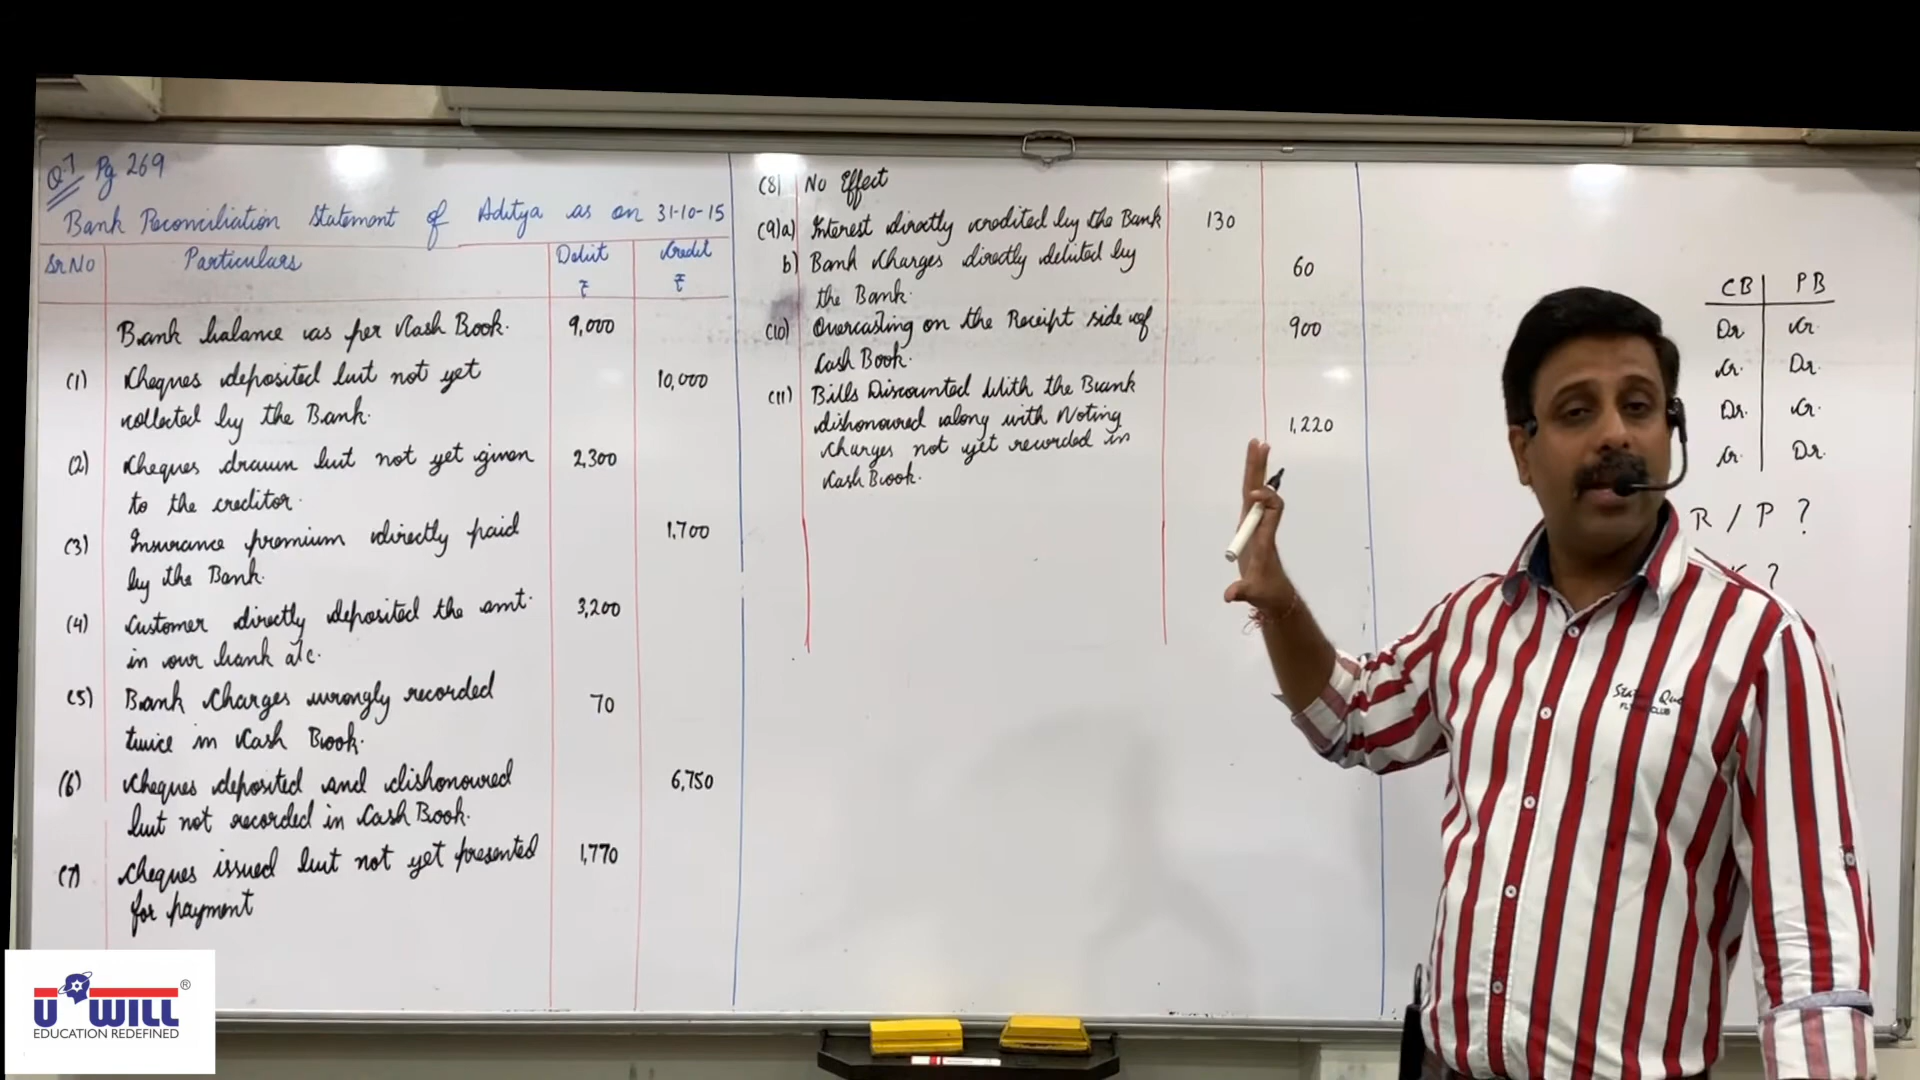 Q.7 Pg 269
Bank Reconciliation Statement of Aditya as on 31-10-15
Sr No Particulars Debit ₹ Credit ₹
Bank balance as per Cash Book. 9,000
(1) Cheques deposited but not yet 10,000
collected by the Bank.
(2) Cheques drawn but not yet given 2,300
to the creditor.
(3) Insurance premium directly paid 1,700
by the Bank.
(4) Customer directly deposited the amt. 3,200
in our bank a/c.
(5) Bank Charges wrongly recorded 70
twice in Cash Book.
(6) Cheques deposited and dishonoured 6,750
but not recorded in Cash Book.
(7) Cheques issued but not yet presented 1,770
for payment
(8) No Effect
(9)a) Interest directly credited by the Bank 130
b) Bank Charges directly debited by 60
the Bank.
(10) Overcasting on the Receipt side of 900
Cash Book.
(11) Bills Discounted with the Bank
dishonoured along with Noting 1,220
Charges not yet recorded in
Cash Book.
CB PB
Dr. Cr.
Cr. Dr.
Dr. Cr.
Cr. Dr.
R / P ?
?
FLYING CLUB
U WILL ®
EDUCATION REDEFINED